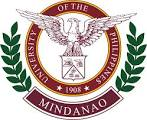 UNIVERSITY OF THE PHILIPPINES
1908
MINDANAO